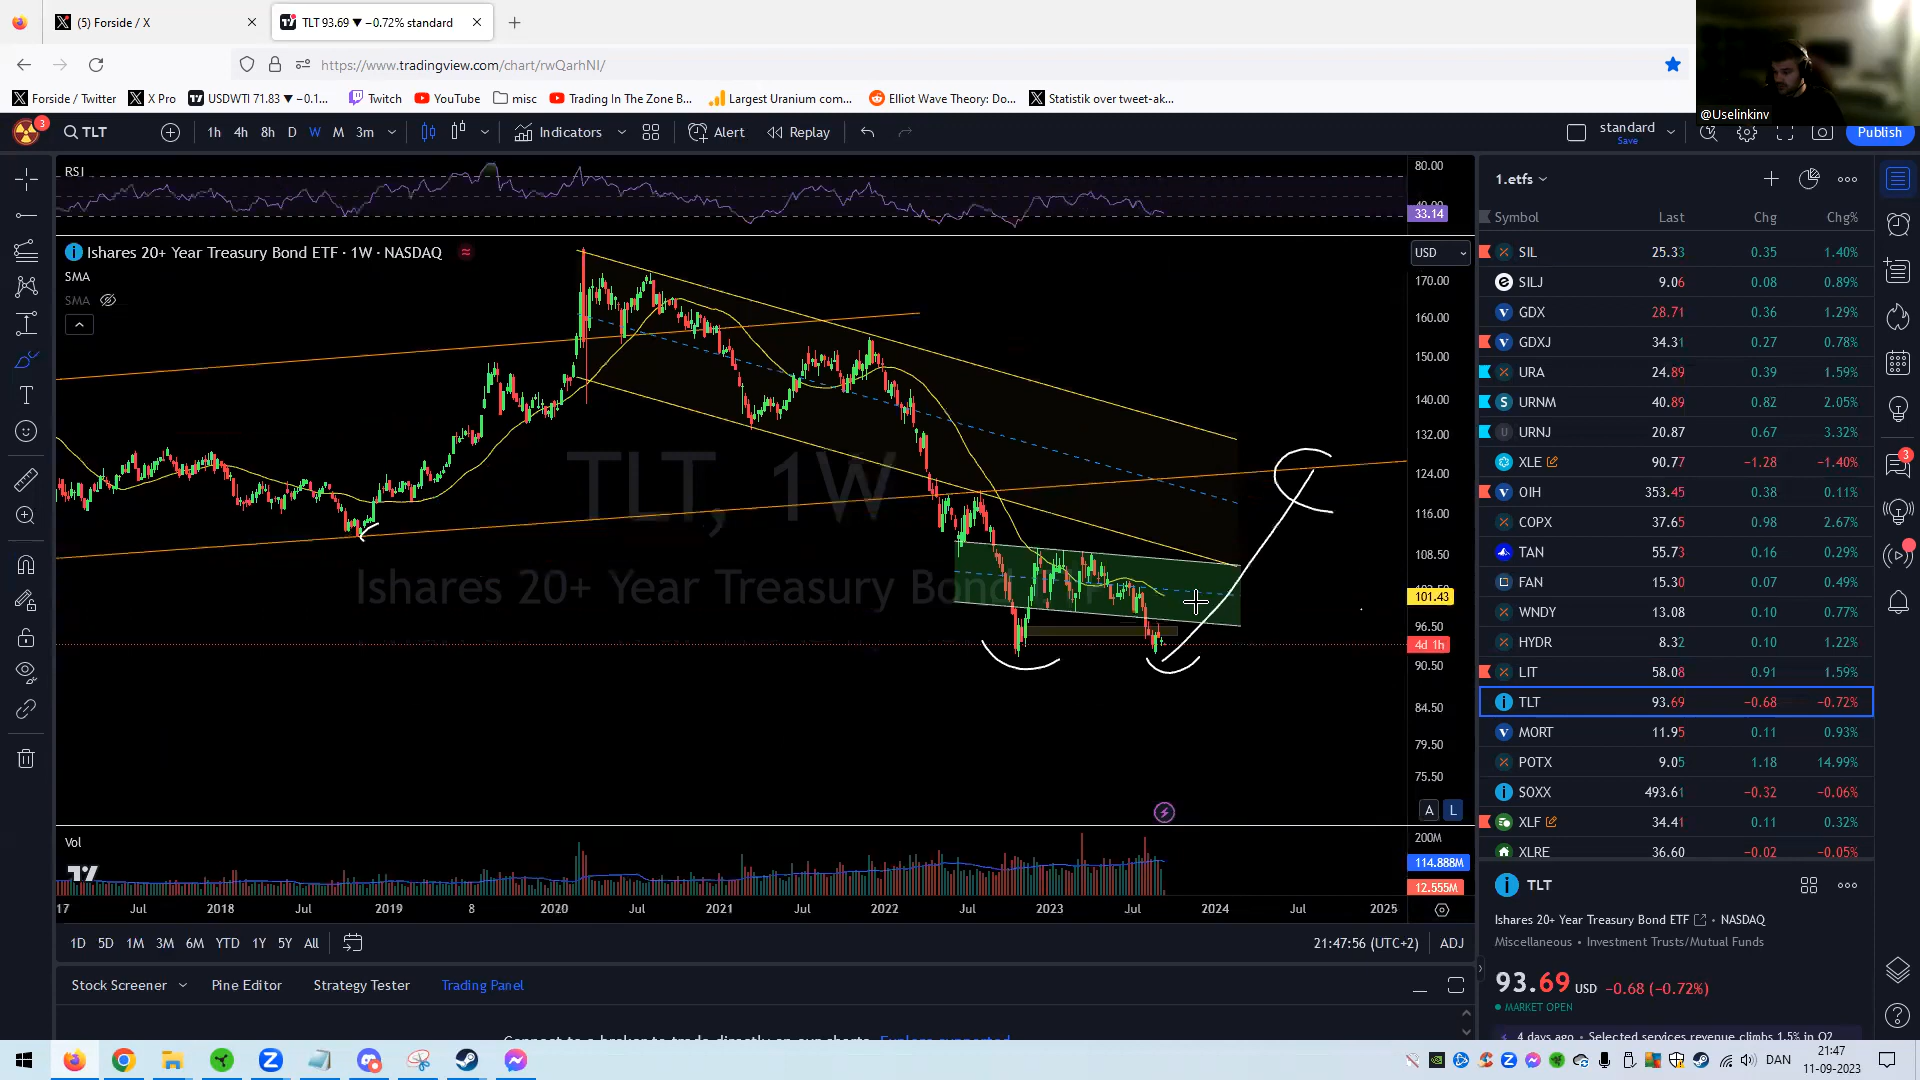 (5) Forside / X
TLT 93.69 ▼ −0.72% standard
https://www.tradingview.com/chart/rwQarhNI/
Forside / Twitter
X Pro
USDWTI 71.83 ▼ −0.1...
Twitch
YouTube
misc
Trading In The Zone B...
Largest Uranium com...
Elliot Wave Theory: Do...
Statistik over tweet-ak...
@Uselinkinv
3
TLT
1h 4h 8h D W M 3m
Indicators
Alert
Replay
standard
Save
Publish
RSI
80.00
33.14
Ishares 20+ Year Treasury Bond ETF · 1W · NASDAQ
SMA
SMA
USD
170.00
160.00
150.00
140.00
132.00
124.00
116.00
108.50
101.43
96.50
4d 1h
90.50
84.50
79.50
75.50
TLT, 1W
Ishares 20+ Year Treasury Bond
A L
Vol
200M
114.888M
12.555M
17 Jul 2018 Jul 2019 8 2020 Jul 2021 Jul 2022 Jul 2023 Jul 2024 Jul 2025
1D 5D 1M 3M 6M YTD 1Y 5Y All
21:47:56 (UTC+2) ADJ
Stock Screener
Pine Editor
Strategy Tester
Trading Panel
1.etfs
Symbol Last Chg Chg%
SIL 25.33 0.35 1.40%
SILJ 9.06 0.08 0.89%
GDX 28.71 0.36 1.29%
GDXJ 34.31 0.27 0.78%
URA 24.89 0.39 1.59%
URNM 40.89 0.82 2.05%
URNJ 20.87 0.67 3.32%
XLE 90.77 −1.28 −1.40%
OIH 353.45 0.38 0.11%
COPX 37.65 0.98 2.67%
TAN 55.73 0.16 0.29%
FAN 15.30 0.07 0.49%
WNDY 13.08 0.10 0.77%
HYDR 8.32 0.10 1.22%
LIT 58.08 0.91 1.59%
TLT 93.69 −0.68 −0.72%
MORT 11.95 0.11 0.93%
POTX 9.05 1.18 14.99%
SOXX 493.61 −0.32 −0.06%
XLF 34.41 0.11 0.32%
XLRE 36.60 −0.02 −0.05%
TLT
Ishares 20+ Year Treasury Bond ETF • NASDAQ
Miscellaneous • Investment Trusts/Mutual Funds
93.69 USD −0.68 (−0.72%)
MARKET OPEN
4 days ago • Selected services revenue climbs 1.5% in Q2
3
DAN
21:47
11-09-2023